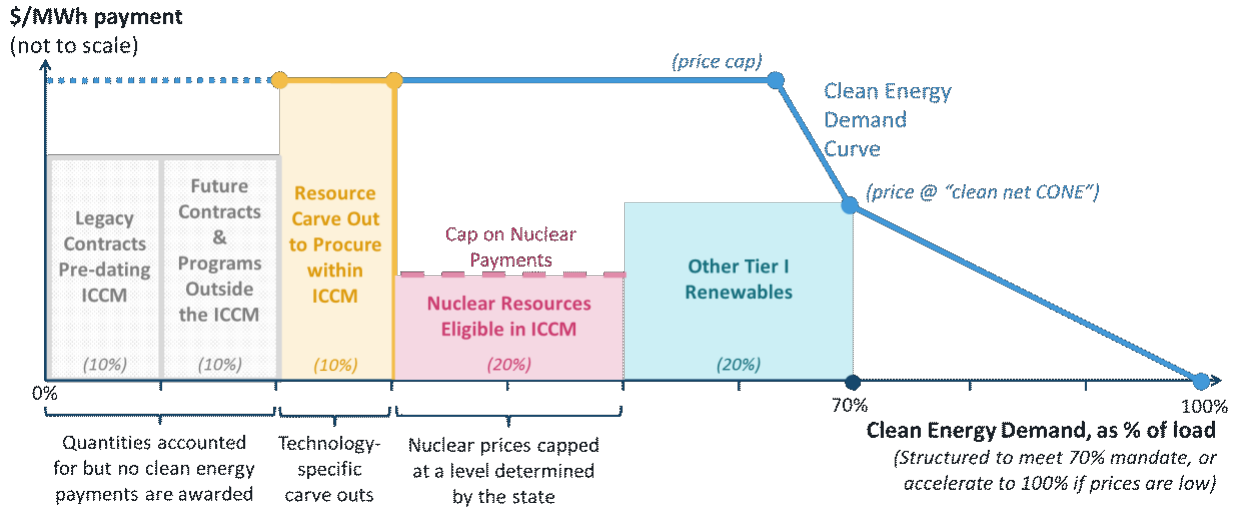 $/MWh payment
(not to scale)
(price cap)
Clean Energy
Demand
Curve
(price @ “clean net CONE”)
Legacy
Contracts
Pre-dating
ICCM
(10%)
Future
Contracts
&
Programs
Outside
the ICCM
(10%)
Resource
Carve Out
to Procure
within
ICCM
(10%)
Cap on Nuclear
Payments
Nuclear Resources
Eligible in ICCM
(20%)
Other Tier I
Renewables
(20%)
0%
70%
100%
Clean Energy Demand, as % of load
(Structured to meet 70% mandate, or
accelerate to 100% if prices are low)
Quantities accounted
for but no clean energy
payments are awarded
Technology-
specific
carve outs
Nuclear prices capped
at a level determined
by the state